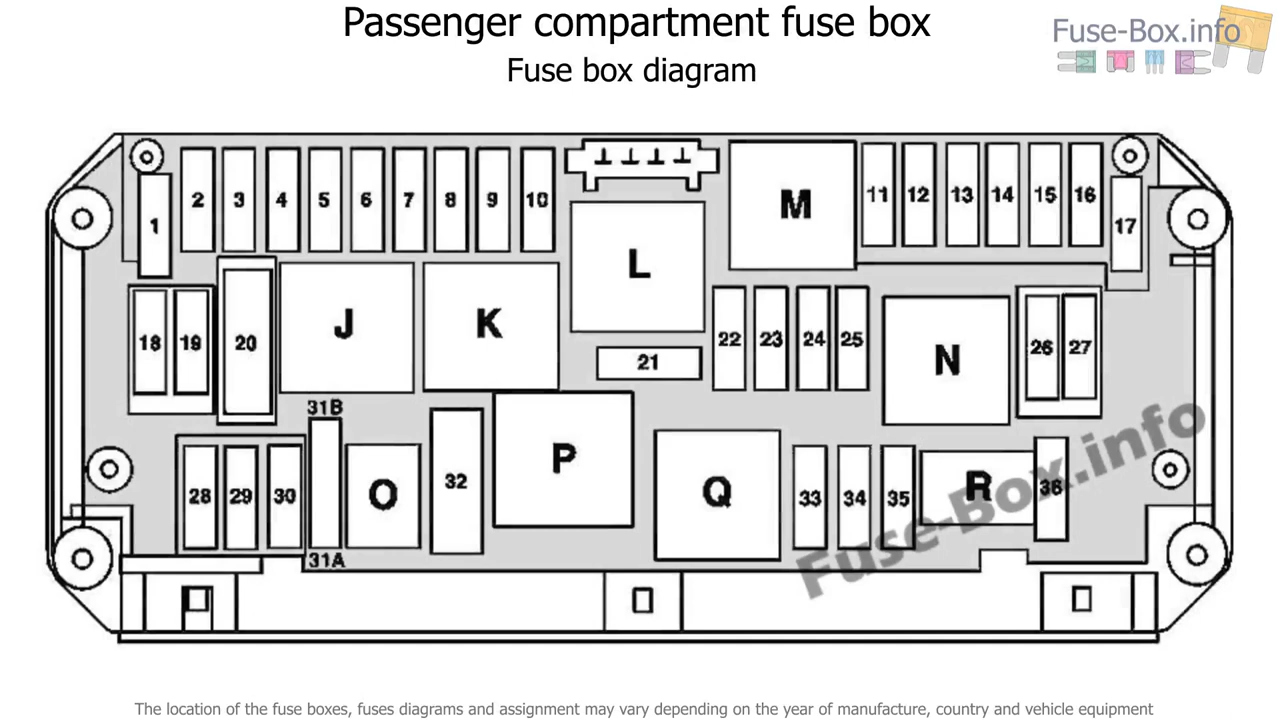 Passenger compartment fuse box
Fuse box diagram
Fuse-Box.info
1
2
3
4
5
6
7
8
9
10
L
M
11
12
13
14
15
16
17
18
19
20
J
K
21
22
23
24
25
N
26
27
28
29
30
31B
31A
O
32
P
Q
33
34
35
R
36
Fuse-Box.info
The location of the fuse boxes, fuses diagrams and assignment may vary depending on the year of manufacture, country and vehicle equipment